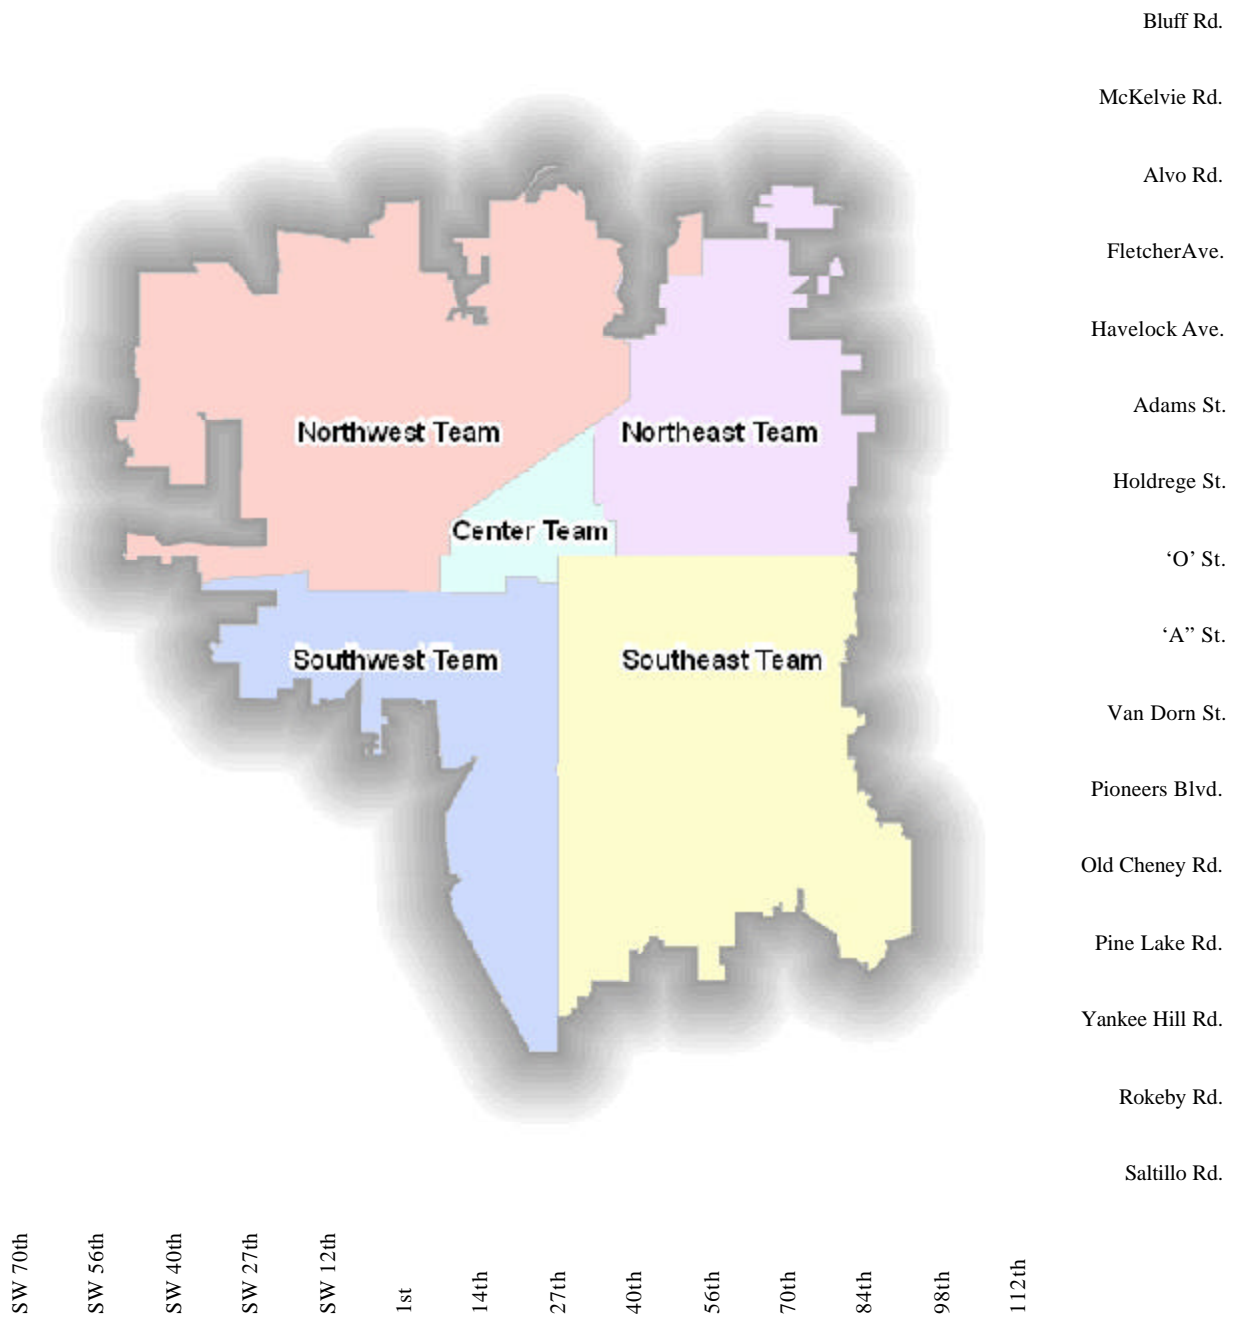 Bluff Rd.
McKelvie Rd.
Alvo Rd.
FletcherAve.
Havelock Ave.
Adams St.
Northwest Team
Northeast Team
Holdrege St.
Center Team
‘O’ St.
‘A” St.
Southwest Team
Southeast Team
Van Dorn St.
Pioneers Blvd.
Old Cheney Rd.
Pine Lake Rd.
Yankee Hill Rd.
Rokeby Rd.
Saltillo Rd.
SW 70th
SW 56th
SW 40th
SW 27th
SW 12th
1st
14th
27th
40th
56th
70th
84th
98th
112th